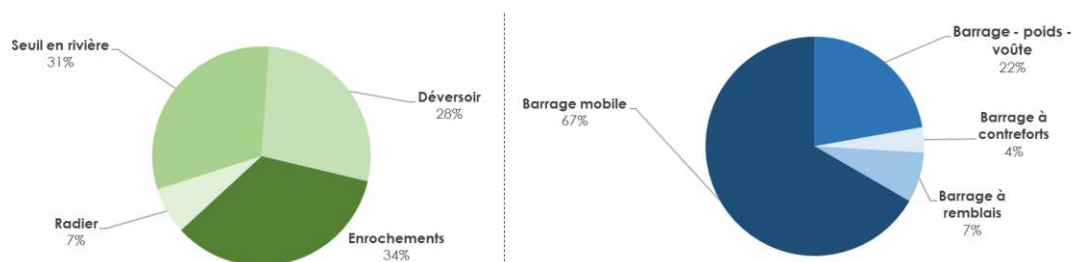 Seuil en rivière
31%
Déversoir
28%
Radier
7%
Enrochements
34%
Barrage - poids -
voûte
22%
Barrage mobile
67%
Barrage à
contreforts
4%
Barrage à
remblais
7%